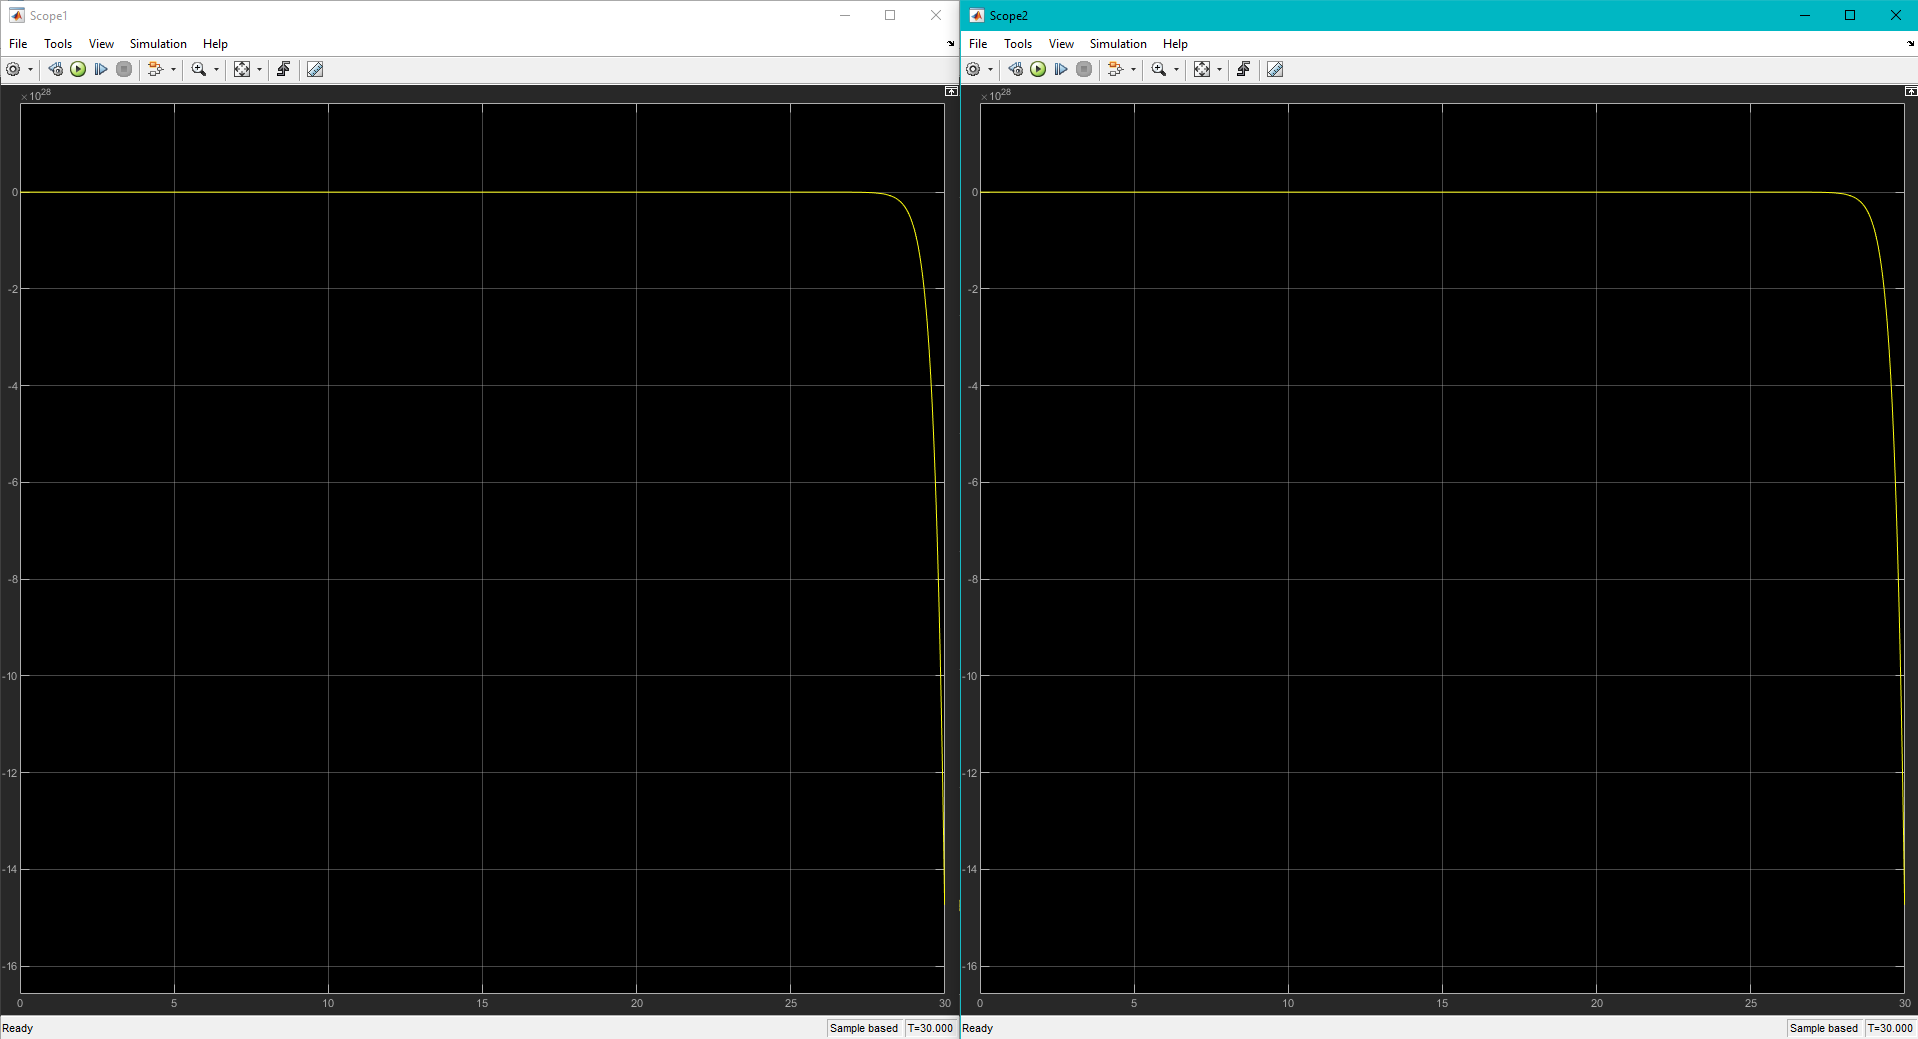 Scope1
File Tools View Simulation Help
×10^28
0
-2
-4
-6
-8
-10
-12
-14
-16
0 5 10 15 20 25 30
Ready Sample based T=30.000
Scope2
File Tools View Simulation Help
×10^28
0
-2
-4
-6
-8
-10
-12
-14
-16
0 5 10 15 20 25 30
Ready Sample based T=30.000